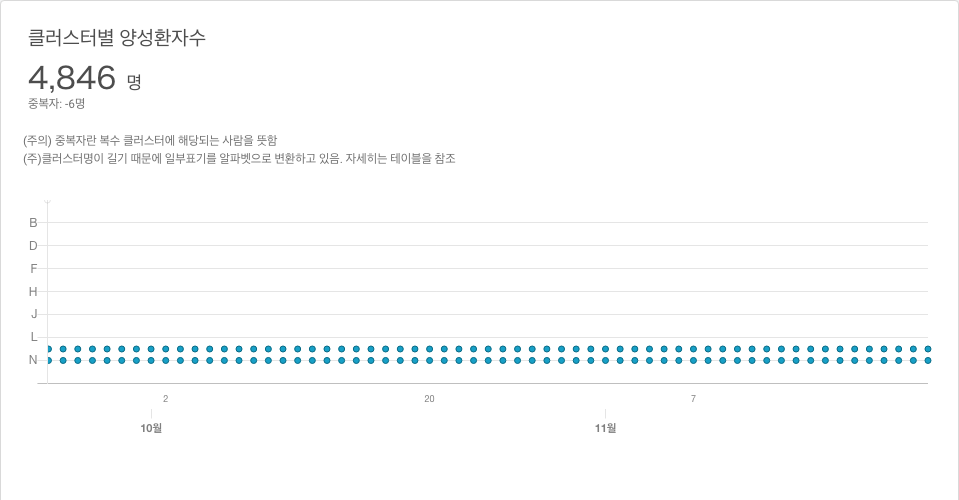 클러스터별 양성환자수
4,846 명
중복자: -6명
(주의) 중복자란 복수 클러스터에 해당되는 사람을 뜻함
(주)클러스터명이 길기 때문에 일부표기를 알파벳으로 변환하고 있음. 자세히는 테이블을 참조
B
D
F
H
J
L
N
2 20 7
10월 11월